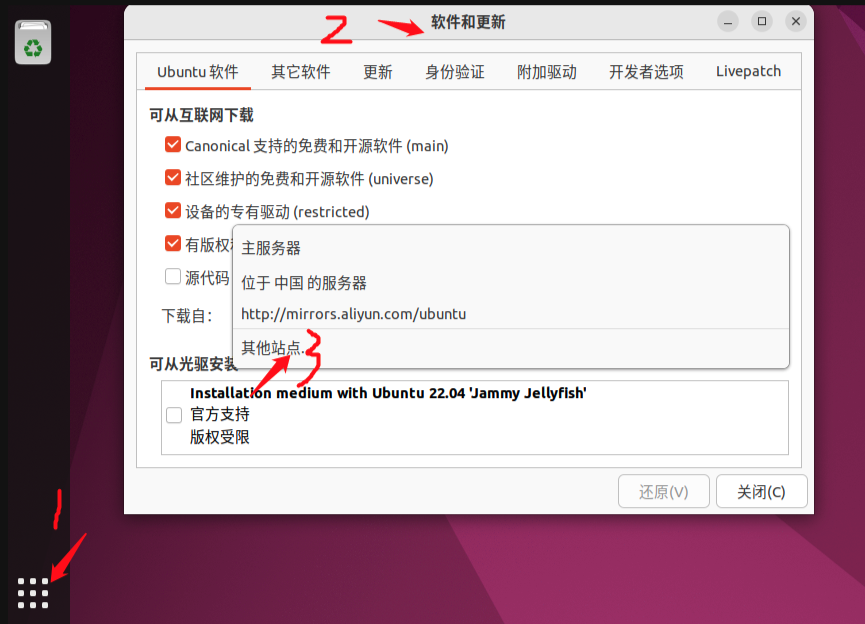 2
软件和更新
Ubuntu 软件 其它软件 更新 身份验证 附加驱动 开发者选项 Livepatch
可从互联网下载
Canonical 支持的免费和开源软件 (main)
社区维护的免费和开源软件 (universe)
设备的专有驱动 (restricted)
有版权
主服务器
位于 中国 的服务器
源代码
http://mirrors.aliyun.com/ubuntu
下载自：
其他站点..
3
可从光驱安装
Installation medium with Ubuntu 22.04 'Jammy Jellyfish'
官方支持
版权受限
还原(V) 关闭(C)
1